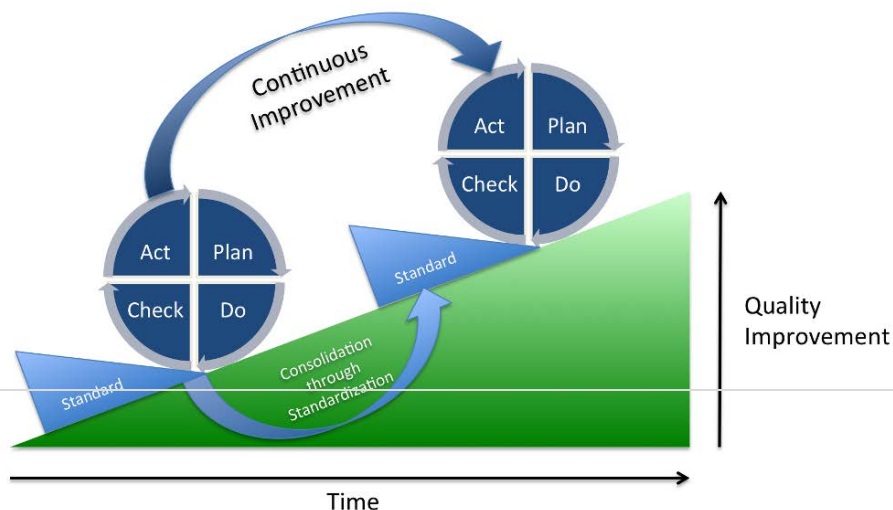 Continuous
Improvement
Act
Plan
Check
Do
Act
Plan
Check
Do
Standard
Standard
Consolidation
through
Standardization
Quality
Improvement
Time